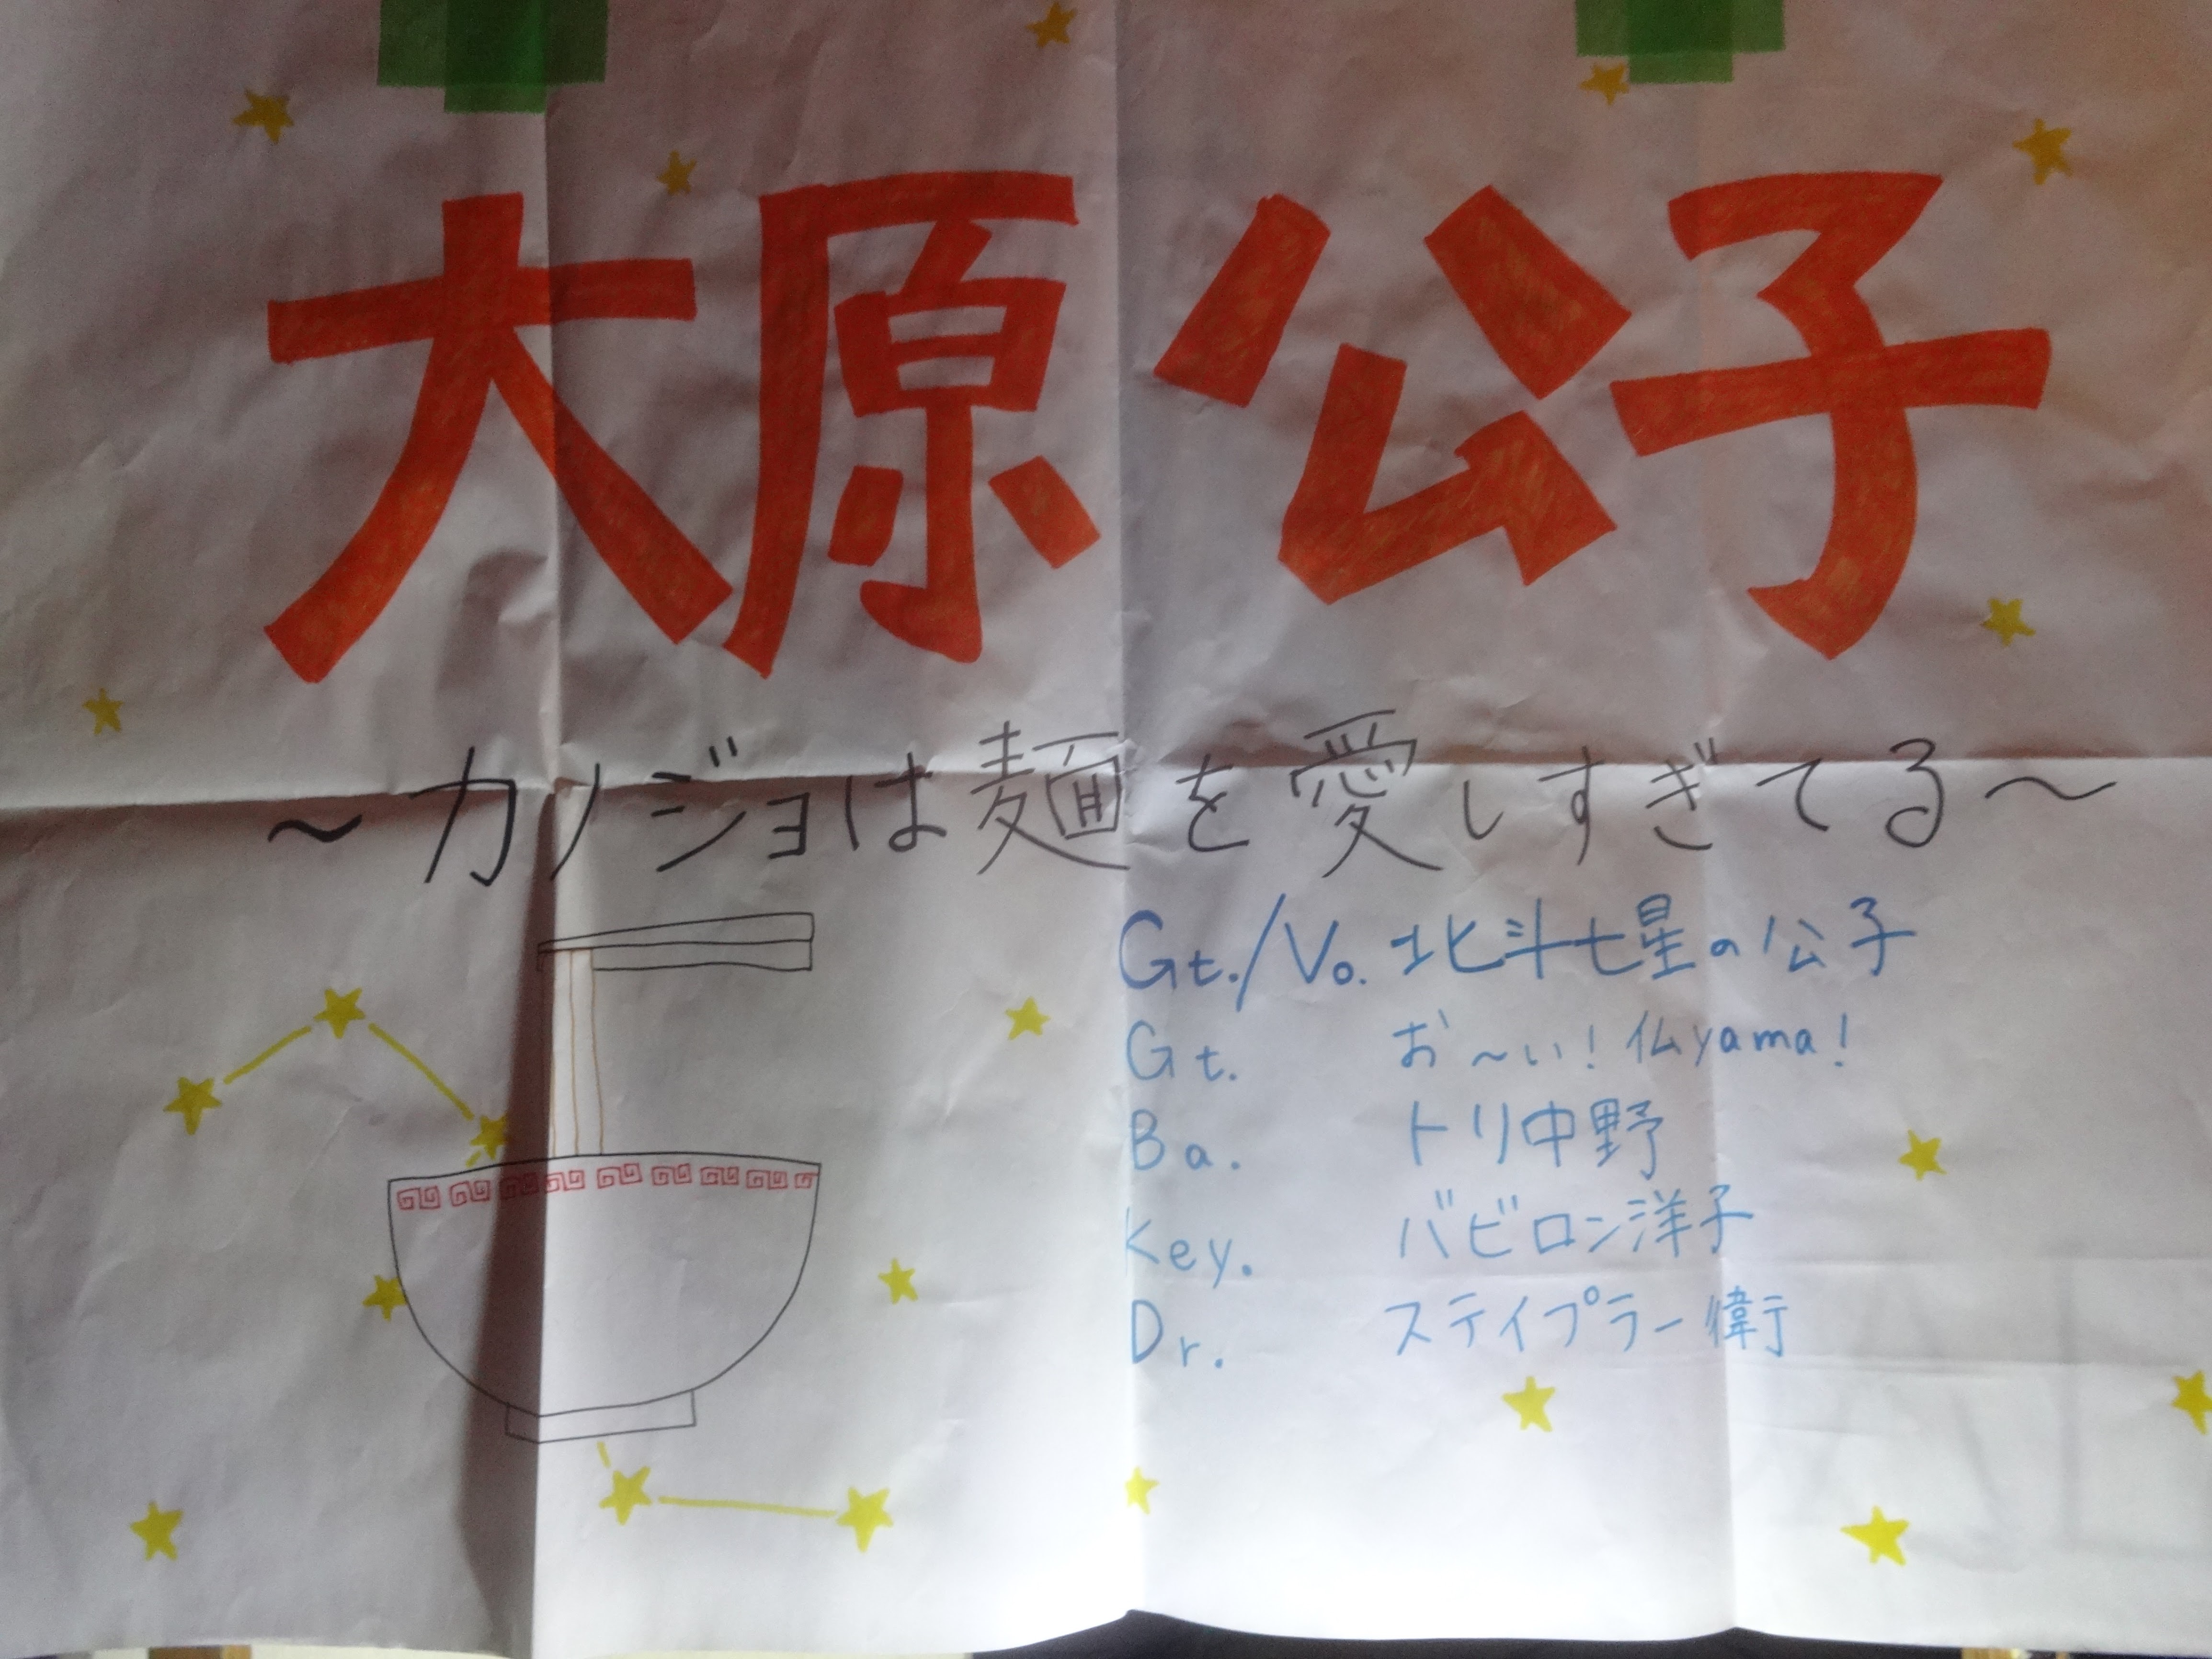 大原公子
～カノジョは麺を愛しすぎてる～
Gt./Vo. 北斗七星の公子
Gt. お～い！仏yama！
Ba. トリ中野
Key. バビロン洋子
Dr. ステイプラー衛